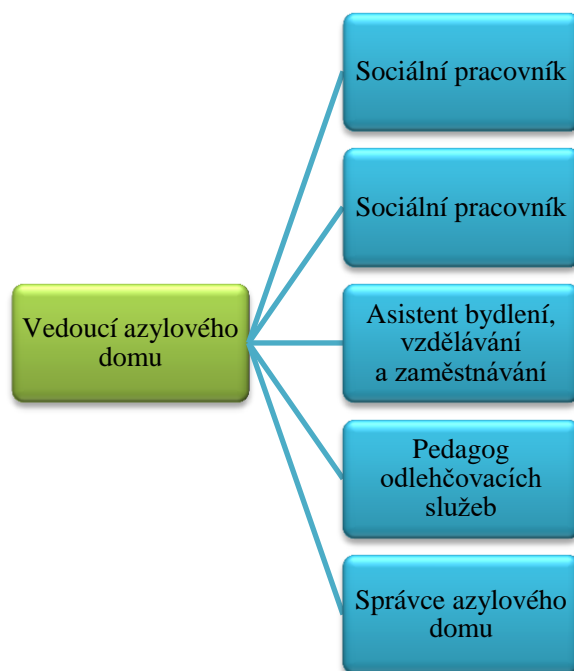 Sociální pracovník
Sociální pracovník
Vedoucí azylového
domu
Asistent bydlení,
vzdělávání
a zaměstnávání
Pedagog
odlehčovacích
služeb
Správce azylového
domu